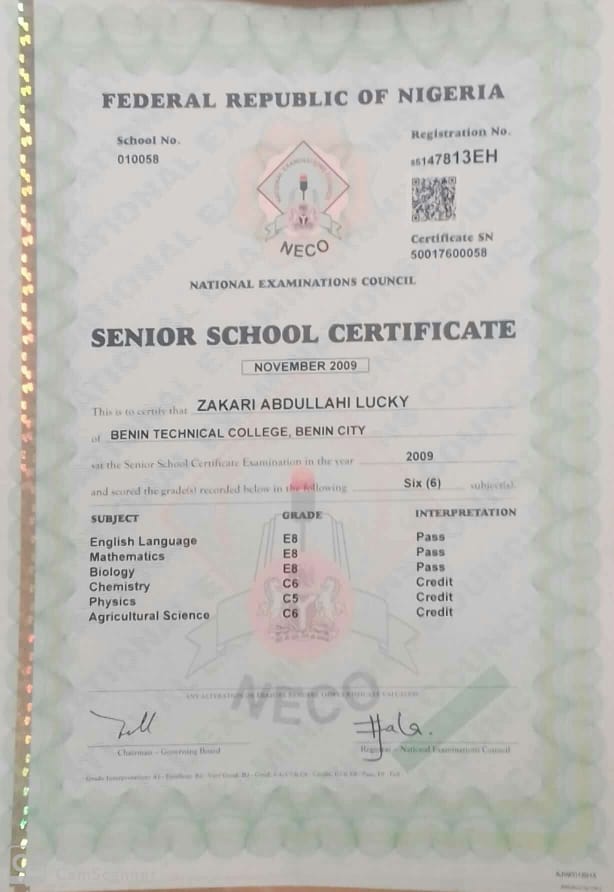 FEDERAL REPUBLIC OF NIGERIA
School No.
010058
Registration No.
147813EH
NECO
Certificate SN
50017600058
NATIONAL EXAMINATIONS COUNCIL
SENIOR SCHOOL CERTIFICATE
NOVEMBER 2009
This is to certify that ZAKARI ABDULLAHI LUCKY
of BENIN TECHNICAL COLLEGE, BENIN CITY
sat the Senior School Certificate Examination in the year 2009
and scored the grade(s) recorded below in the following Six (6) subject(s).
SUBJECT GRADE INTERPRETATION
English Language E8 Pass
Mathematics E8 Pass
Biology E8 Pass
Chemistry C6 Credit
Physics C5 Credit
Agricultural Science C6 Credit
NECO
Chairman - Governing Board
Registrar - National Examinations Council
CamScanner